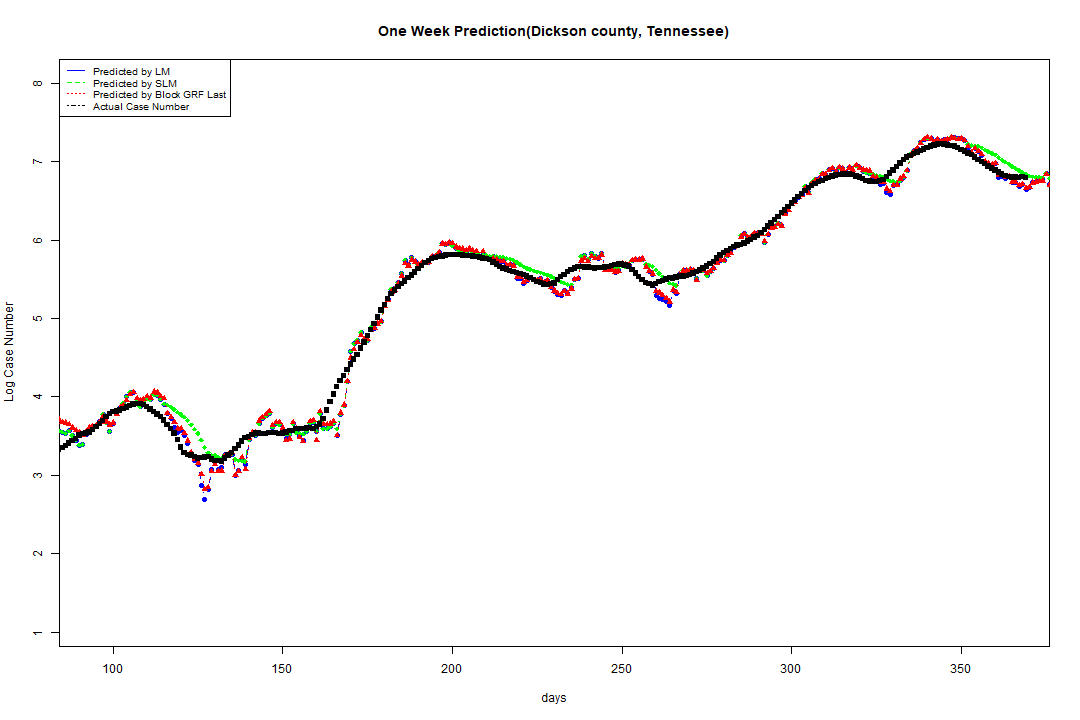 One Week Prediction(Dickson county, Tennessee)
Predicted by LM
Predicted by SLM
Predicted by Block GRF Last
Actual Case Number
8
7
6
5
4
3
2
1
Log Case Number
100 150 200 250 300 350
days